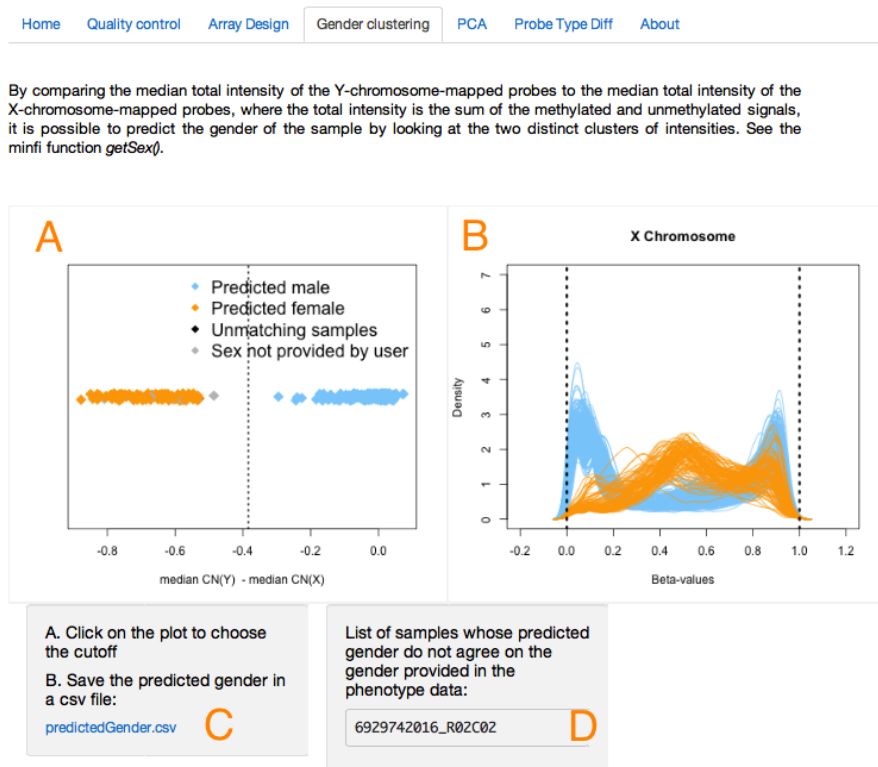 Home Quality control Array Design Gender clustering PCA Probe Type Diff About
By comparing the median total intensity of the Y-chromosome-mapped probes to the median total intensity of the
X-chromosome-mapped probes, where the total intensity is the sum of the methylated and unmethylated signals,
it is possible to predict the gender of the sample by looking at the two distinct clusters of intensities. See the
minfi function getSex().
A
Predicted male
Predicted female
Unmatching samples
Sex not provided by user
-0.8 -0.6 -0.4 -0.2 0.0
median CN(Y) - median CN(X)
B
X Chromosome
Density
7
6
5
4
3
2
1
0
-0.2 0.0 0.2 0.4 0.6 0.8 1.0 1.2
Beta-values
A. Click on the plot to choose
the cutoff
B. Save the predicted gender in
a csv file:
predictedGender.csv
C
List of samples whose predicted
gender do not agree on the
gender provided in the
phenotype data:
6929742016_R02C02
D